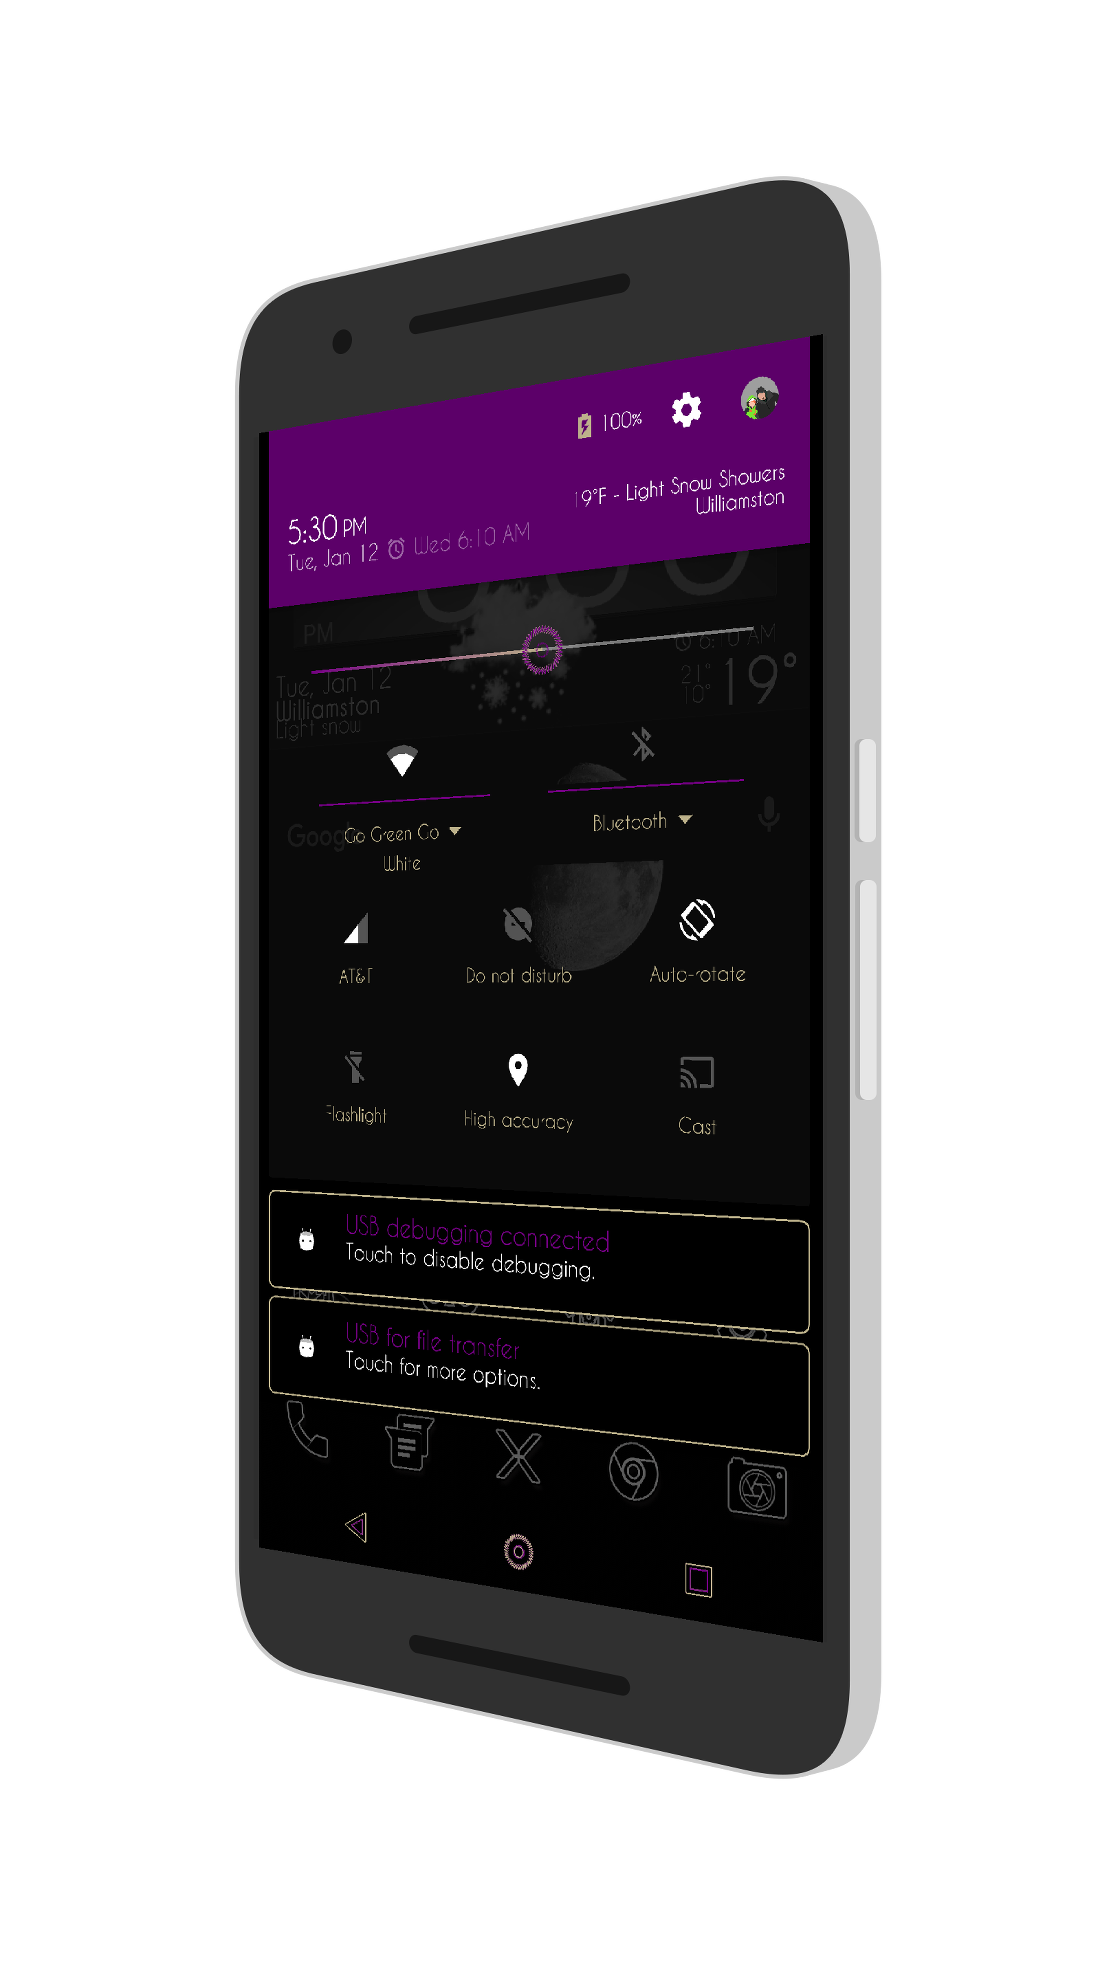 100%
19°F - Light Snow Showers
Williamston
5:30 PM
Tue, Jan 12 Wed 6:10 AM
PM
6:10 AM
Tue, Jan 12
21°
10°
19°
Williamston
Light snow
Go Green Go
White
Bluetooth
AT&T
Do not disturb
Auto-rotate
Flashlight
High accuracy
Cast
USB debugging connected
Touch to disable debugging.
USB for file transfer
Touch for more options.